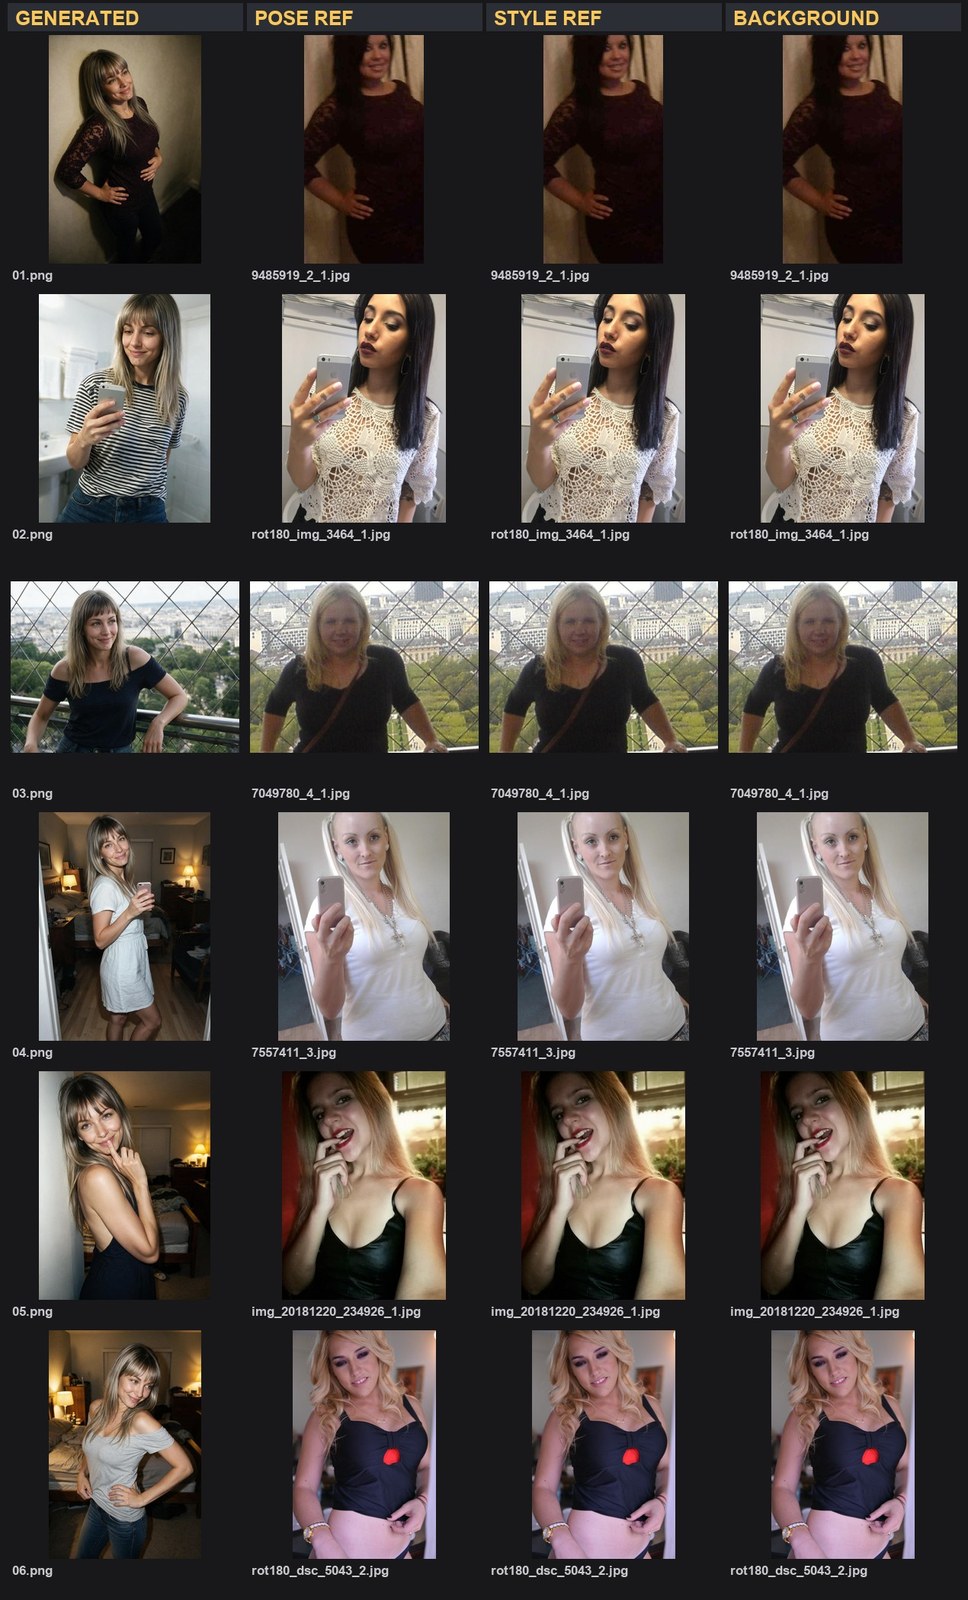 GENERATED POSE REF STYLE REF BACKGROUND
01.png 9485919_2_1.jpg 9485919_2_1.jpg 9485919_2_1.jpg
02.png rot180_img_3464_1.jpg rot180_img_3464_1.jpg rot180_img_3464_1.jpg
03.png 7049780_4_1.jpg 7049780_4_1.jpg 7049780_4_1.jpg
04.png 7557411_3.jpg 7557411_3.jpg 7557411_3.jpg
05.png img_20181220_234926_1.jpg img_20181220_234926_1.jpg img_20181220_234926_1.jpg
06.png rot180_dsc_5043_2.jpg rot180_dsc_5043_2.jpg rot180_dsc_5043_2.jpg